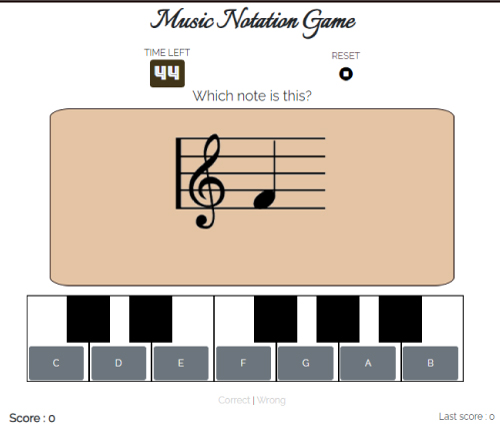 Music Notation Game
TIME LEFT
44
RESET
Which note is this?
C D E F G A B
Correct | Wrong
Score : 0
Last score : 0